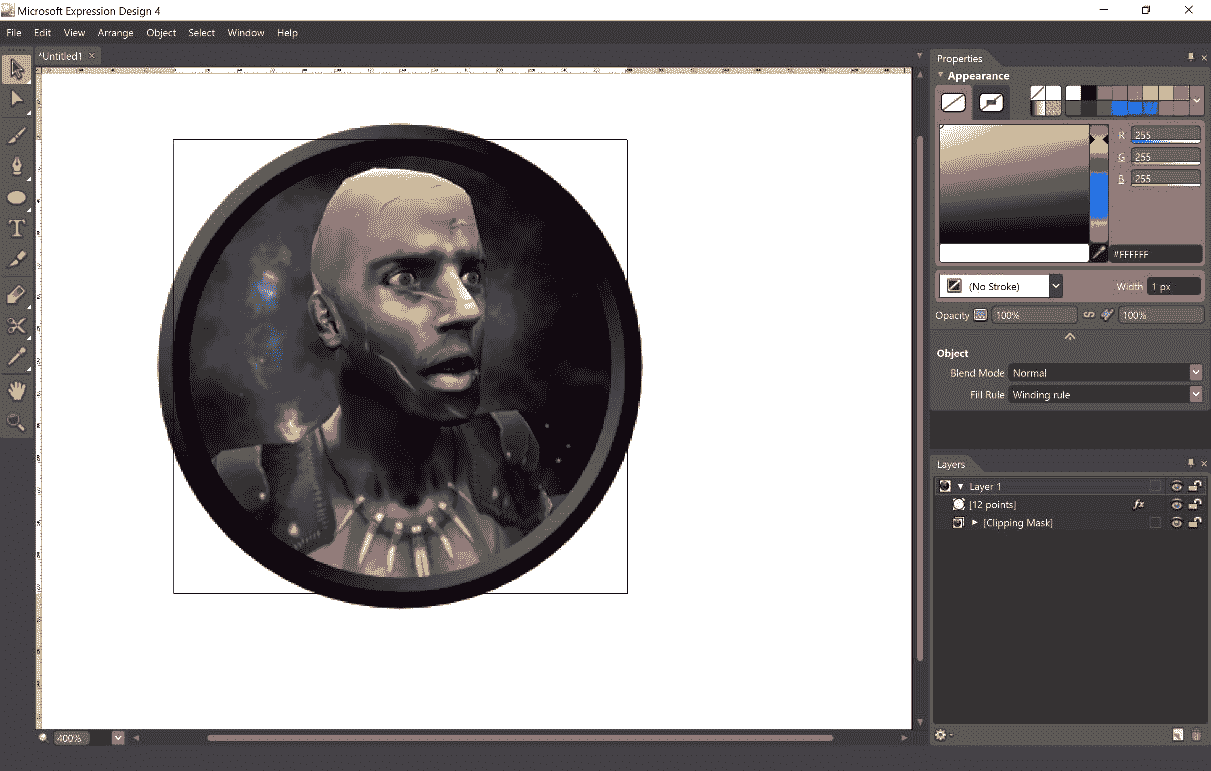 Microsoft Expression Design 4
File Edit View Arrange Object Select Window Help
*Untitled1
Properties
Appearance
R 255
G 255
B 255
#FFFFFF
(No Stroke) Width 1 px
Opacity 100% 100%
Object
Blend Mode Normal
Fill Rule Winding rule
Layers
Layer 1
[12 points] fx
[Clipping Mask]
400%